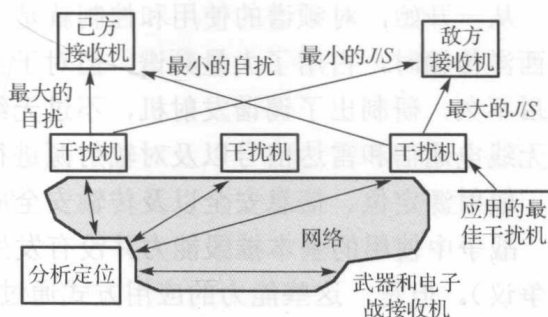 己方
接收机
最小的J/S
敌方
接收机
最小的自扰
最大的
自扰
最大的J/S
干扰机
干扰机
干扰机
网络
应用的最
佳干扰机
分析定位
武器和电子
战接收机